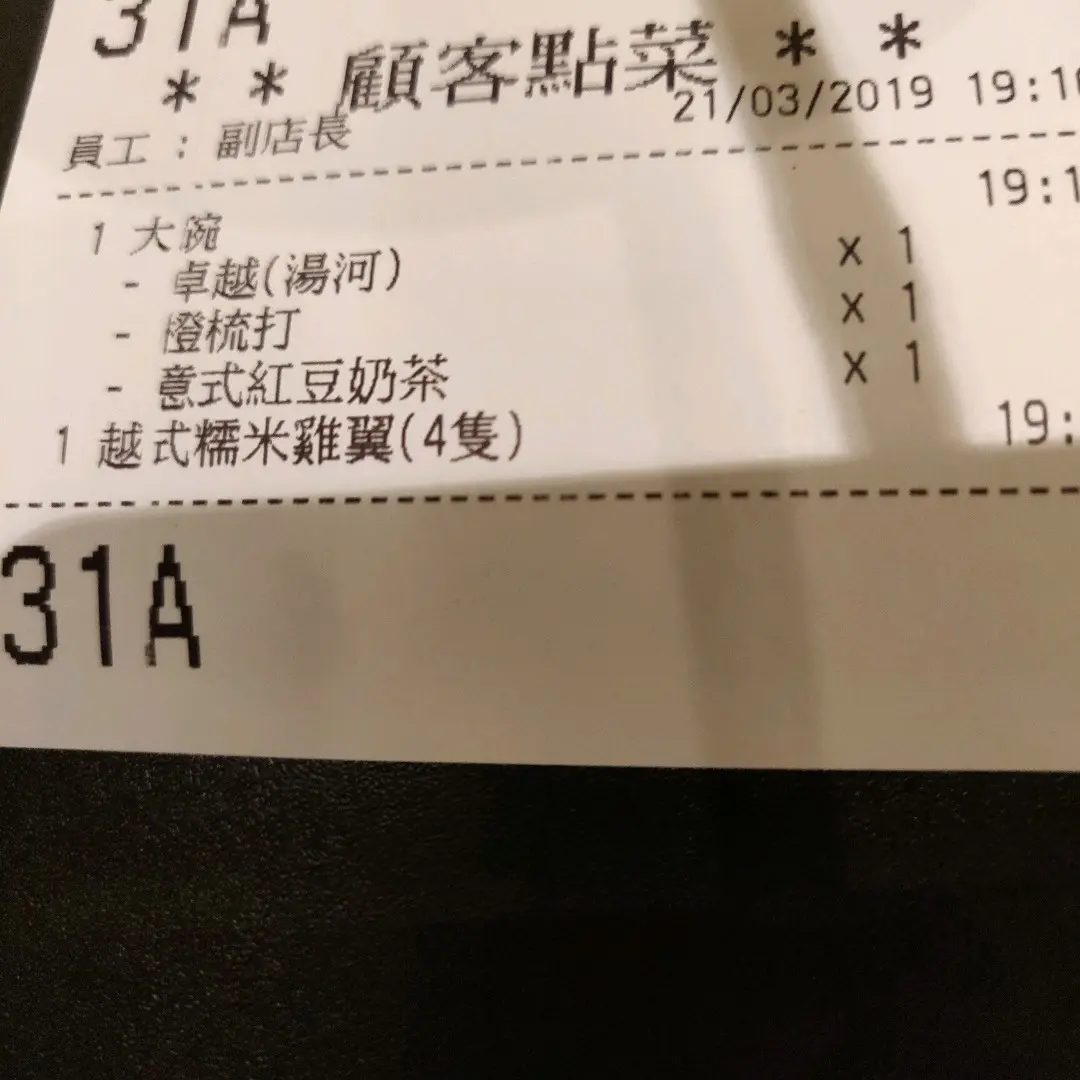 31A
* * 顧客點菜 * *
21/03/2019 19:10
員工 : 副店長
19:1
1 大碗
- 卓越(湯河) x 1
- 橙梳打 x 1
- 意式紅豆奶茶 x 1
1 越式糯米雞翼(4隻) 19:
31A